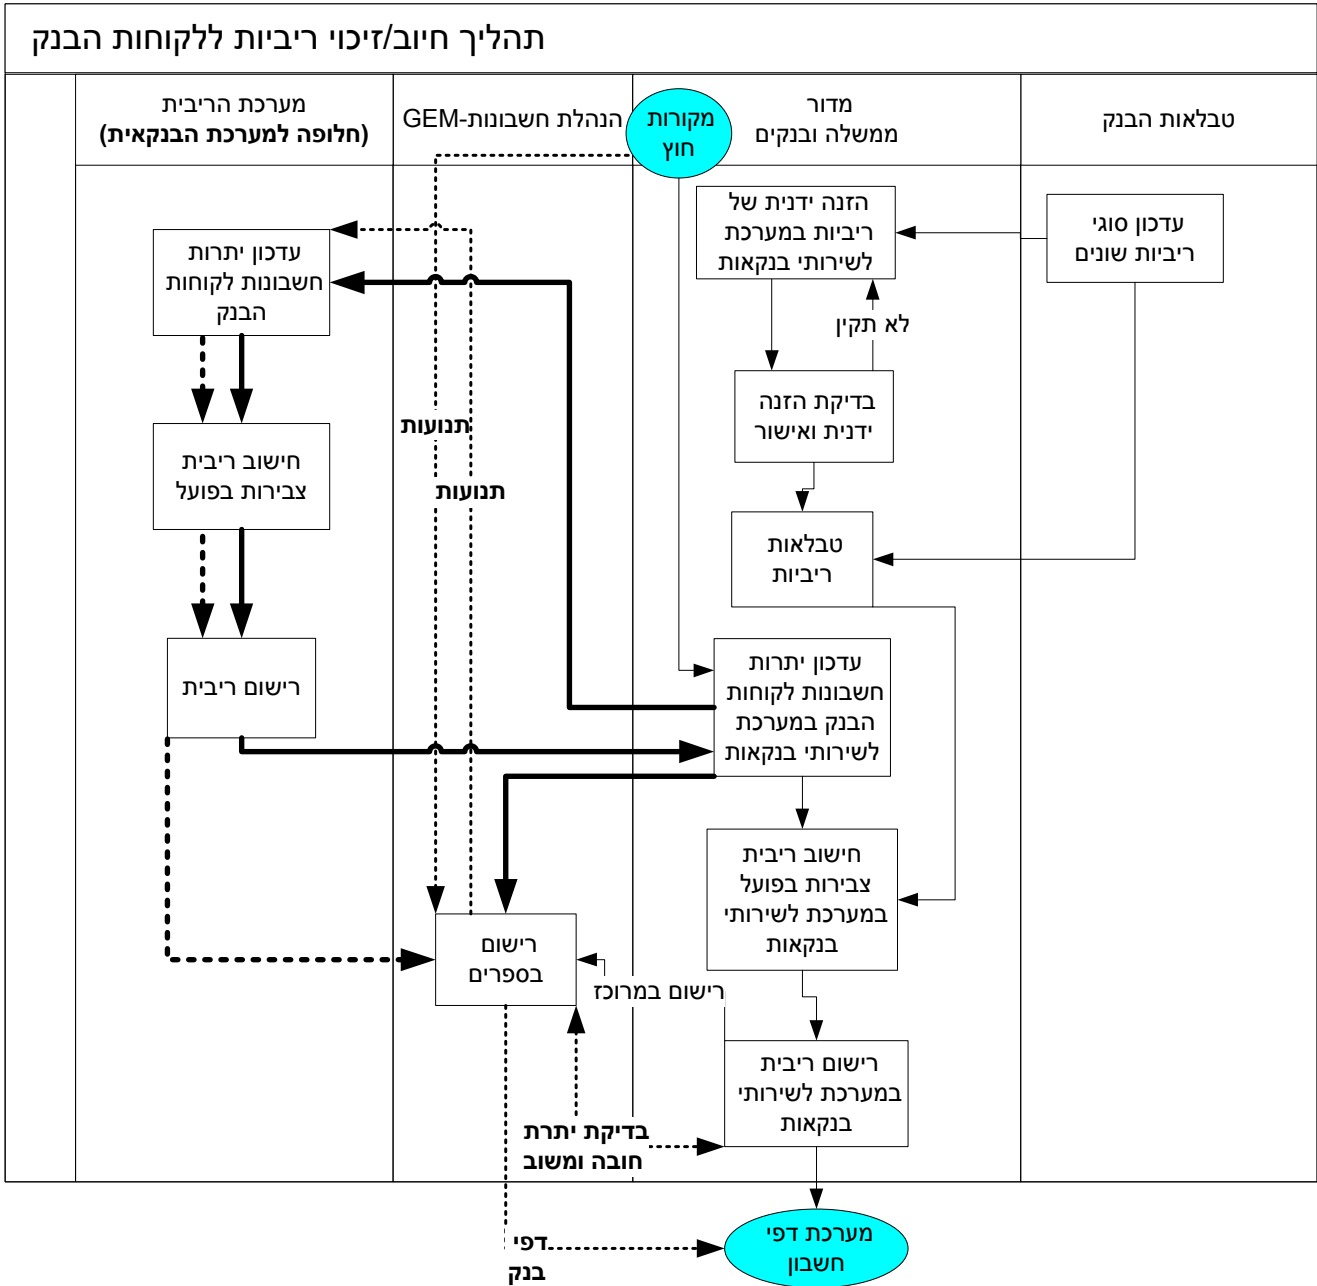 תהליך חיוב/זיכוי ריביות ללקוחות הבנק
טבלאות הבנק
מדור
ממשלה ובנקים
מקורות
חוץ
הנהלת חשבונות-GEM
מערכת הריבית
(חלופה למערכת הבנקאית)
עדכון סוגי
ריביות שונים
הזנה ידנית של
ריביות במערכת
לשירותי בנקאות
לא תקין
בדיקת הזנה
ידנית ואישור
טבלאות
ריביות
עדכון יתרות
חשבונות לקוחות
הבנק במערכת
לשירותי בנקאות
חישוב ריבית
צבירות בפועל
במערכת לשירותי
בנקאות
רישום ריבית
במערכת לשירותי
בנקאות
תנועות
תנועות
רישום
בספרים
רישום במרוכז
בדיקת יתרת
חובה ומשוב
עדכון יתרות
חשבונות לקוחות
הבנק
חישוב ריבית
צבירות בפועל
רישום ריבית
מערכת דפי
חשבון
דפי
בנק